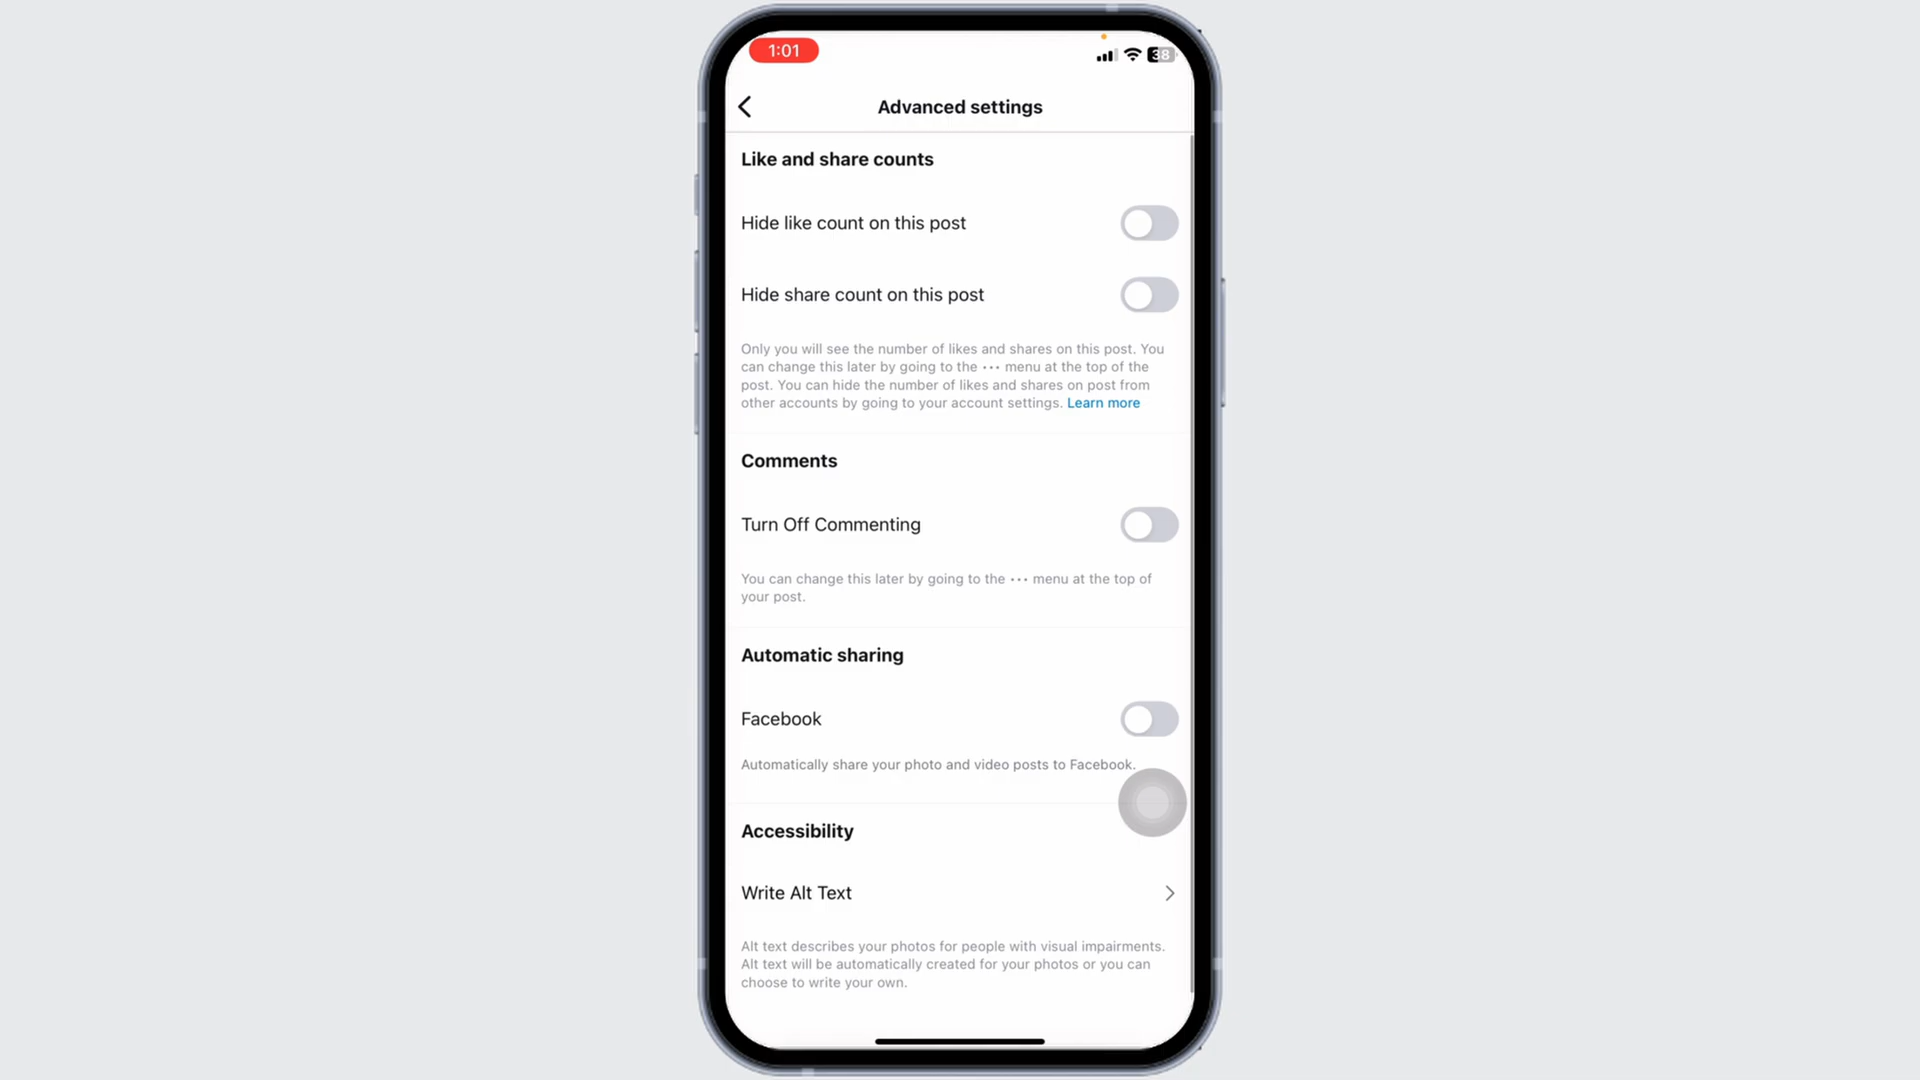 1:01
38
Advanced settings
Like and share counts
Hide like count on this post
Hide share count on this post
Only you will see the number of likes and shares on this post. You
can change this later by going to the ··· menu at the top of the
post. You can hide the number of likes and shares on post from
other accounts by going to your account settings. Learn more
Comments
Turn Off Commenting
You can change this later by going to the ··· menu at the top of
your post.
Automatic sharing
Facebook
Automatically share your photo and video posts to Facebook.
Accessibility
Write Alt Text
Alt text describes your photos for people with visual impairments.
Alt text will be automatically created for your photos or you can
choose to write your own.